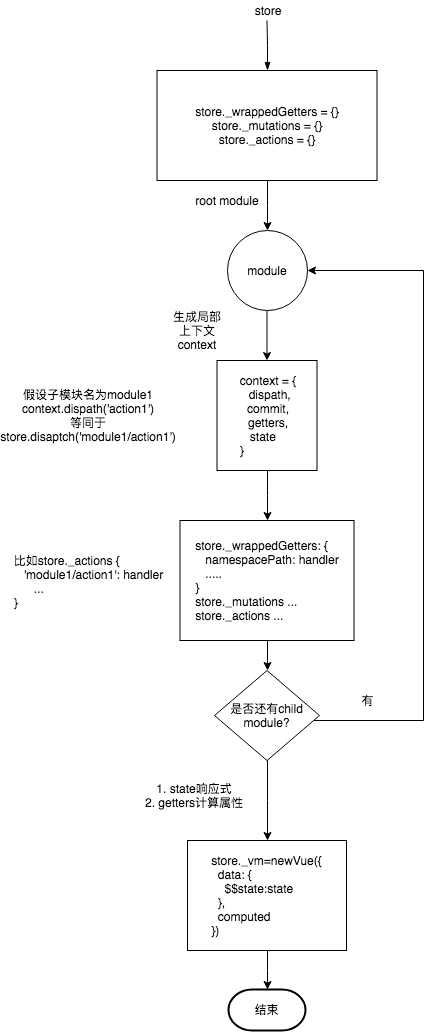 store
store._wrappedGetters = {}
store._mutations = {}
store._actions = {}
root module
module
生成局部
上下文
context
假设子模块名为module1
context.dispath('action1')
等同于
store.disaptch('module1/action1')
context = {
dispath,
commit,
getters,
state
}
比如store._actions {
'module1/action1': handler
...
}
store._wrappedGetters: {
namespacePath: handler
.....
}
store._mutations ...
store._actions ...
是否还有child
module?
有
1. state响应式
2. getters计算属性
store._vm=newVue({
data: {
$$state:state
},
computed
})
结束